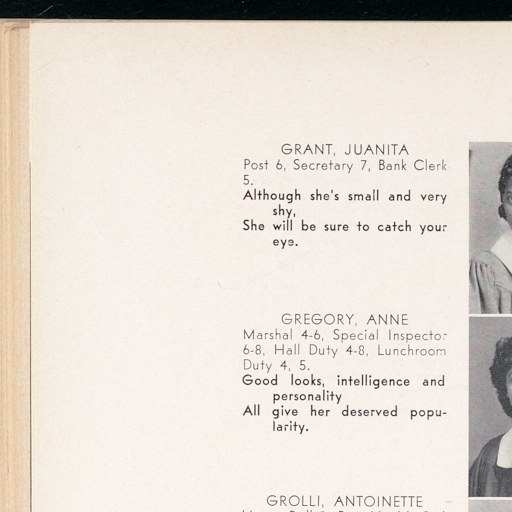 GRANT, JUANITA
Post 6, Secretary 7, Bank Clerk
5.
Although she's small and very
shy,
She will be sure to catch your
eye.
GREGORY, ANNE
Marshal 4-6, Special Inspector
6-8, Hall Duty 4-8, Lunchroom
Duty 4, 5.
Good looks, intelligence and
personality
All give her deserved popu-
larity.
GROLLI, ANTOINETTE